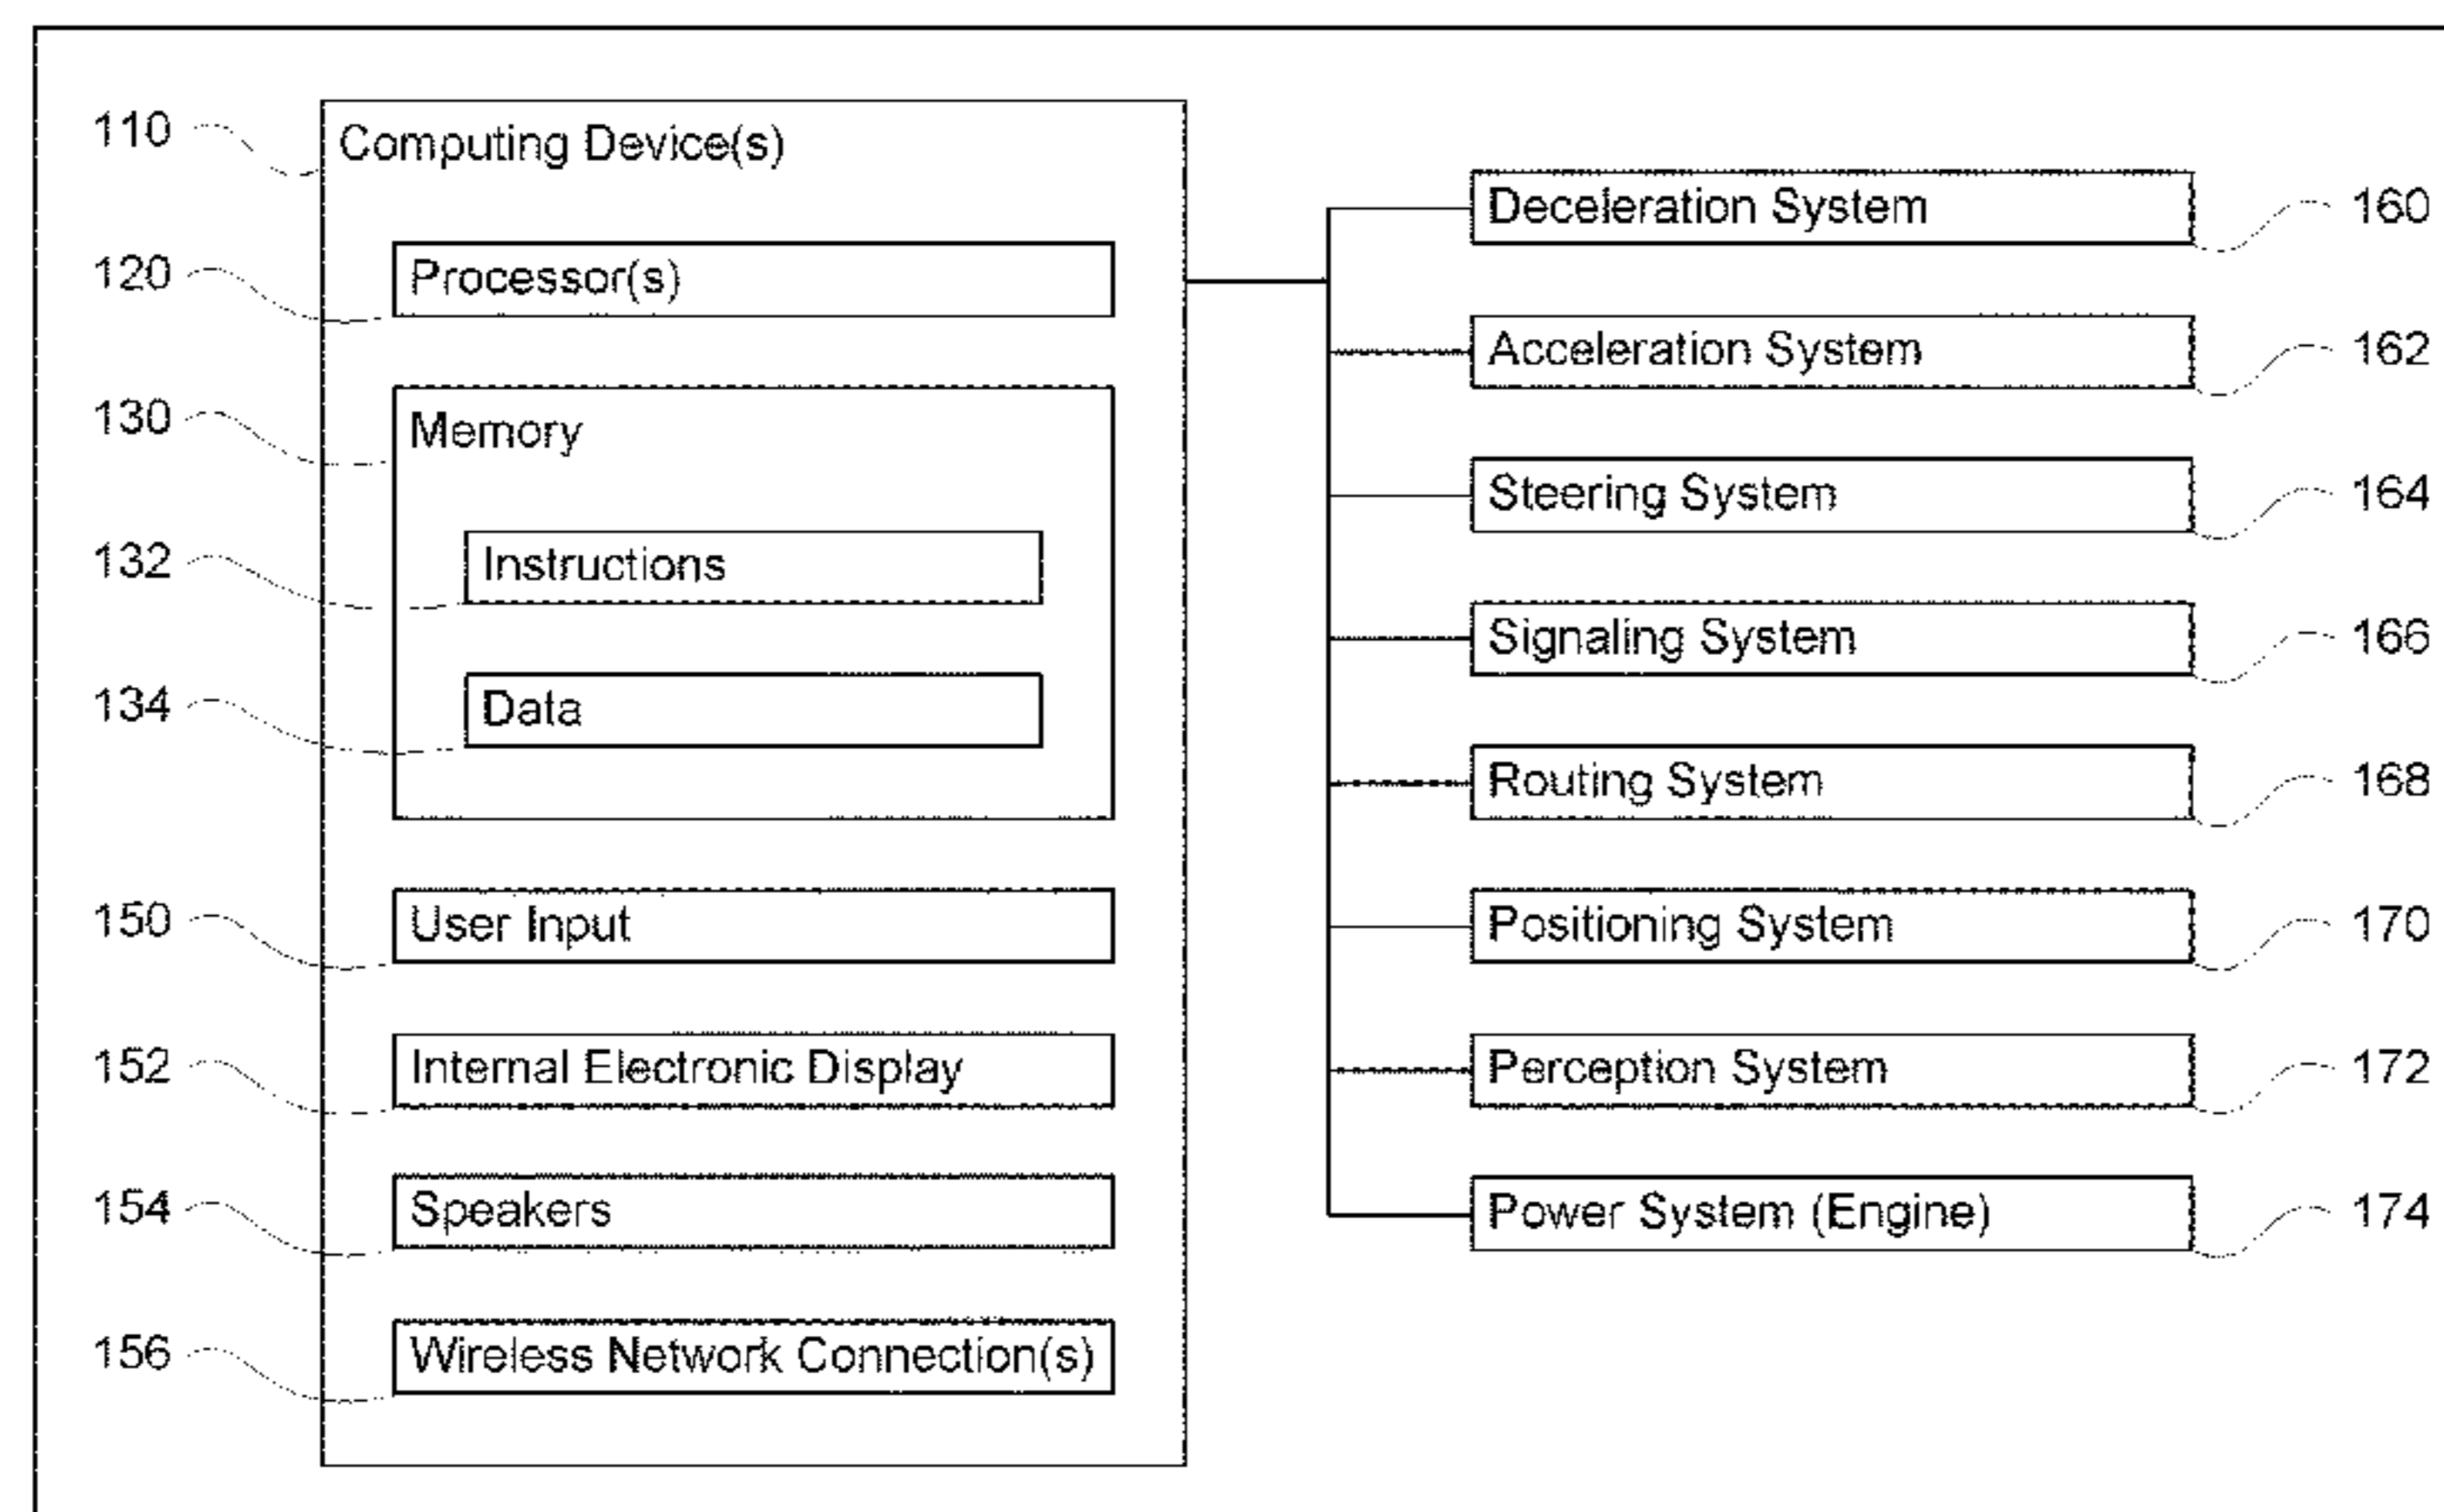 110 Computing Device(s)
120 Processor(s)
130 Memory
132 Instructions
134 Data
150 User Input
152 Internal Electronic Display
154 Speakers
156 Wireless Network Connection(s)
Deceleration System 160
Acceleration System 162
Steering System 164
Signaling System 166
Routing System 168
Positioning System 170
Perception System 172
Power System (Engine) 174